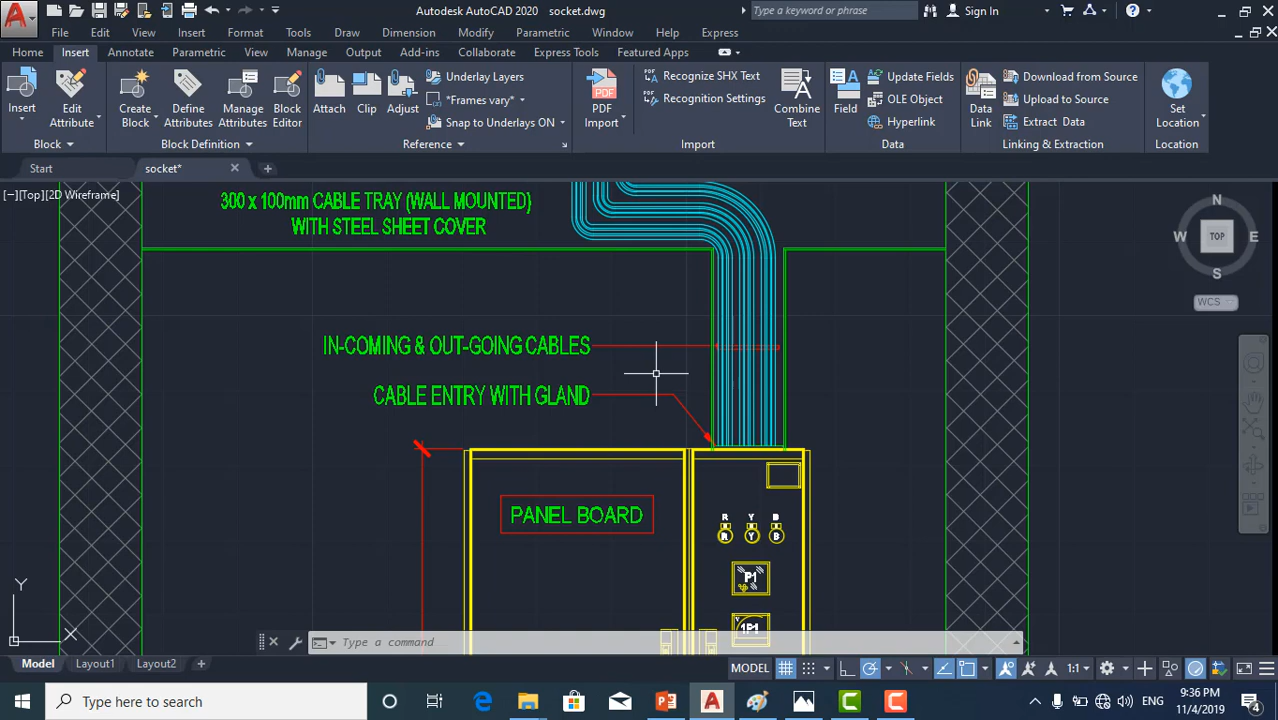 Autodesk AutoCAD 2020 socket.dwg
Type a keyword or phrase
Sign In
File Edit View Insert Format Tools Draw Dimension Modify Parametric Window Help Express
Home Insert Annotate Parametric View Manage Output Add-ins Collaborate Express Tools Featured Apps
Insert
Edit
Attribute
Create
Block
Define
Attributes
Manage
Attributes
Block
Editor
Attach
Clip
Adjust
Underlay Layers
*Frames vary*
Snap to Underlays ON
PDF
Import
Recognize SHX Text
Recognition Settings
Combine
Text
Field
Update Fields
OLE Object
Hyperlink
Data
Link
Download from Source
Upload to Source
Extract Data
Set
Location
Block
Block Definition
Reference
Import
Data
Linking & Extraction
Location
Start
socket*
[−][Top][2D Wireframe]
300 x 100mm CABLE TRAY (WALL MOUNTED)
WITH STEEL SHEET COVER
N
W TOP E
S
WCS
IN-COMING & OUT-GOING CABLES
CABLE ENTRY WITH GLAND
PANEL BOARD
R Y B
R Y B
P1
1P1
Y
X
Type a command
Model Layout1 Layout2
MODEL
1:1
Type here to search
ENG
9:36 PM
11/4/2019
4